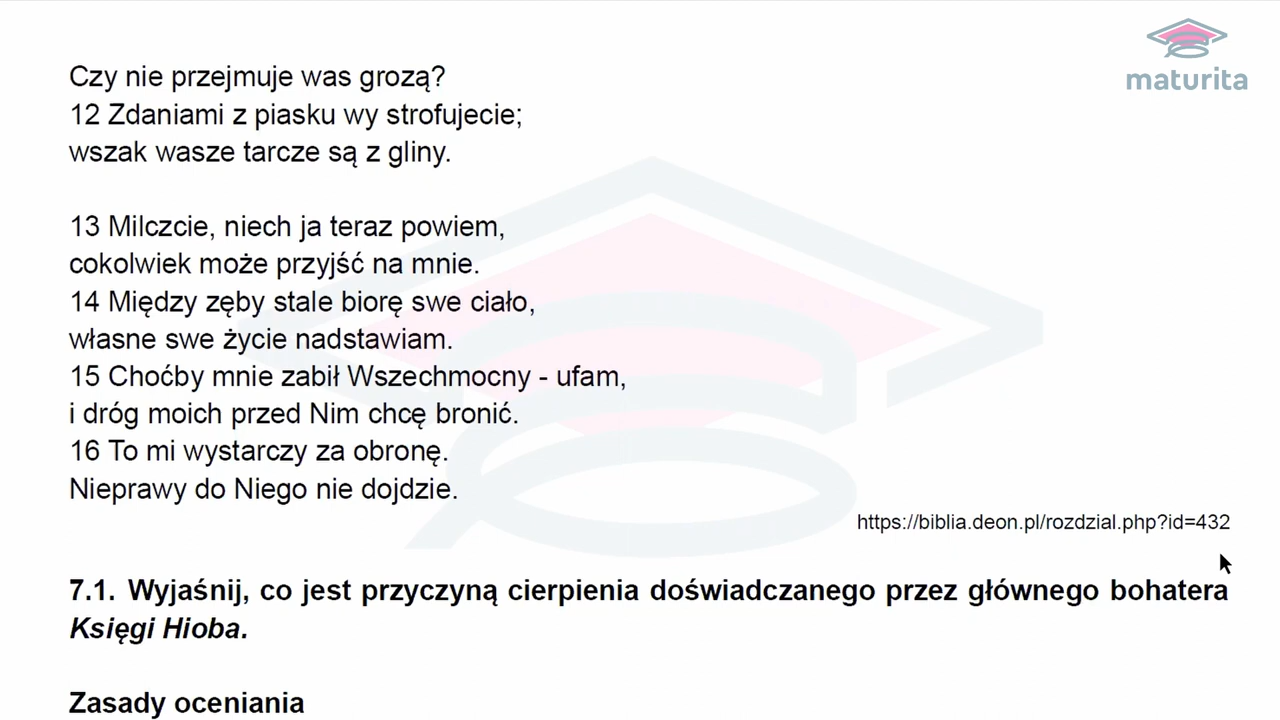 maturita
Czy nie przejmuje was grozą?
12 Zdaniami z piasku wy strofujecie;
wszak wasze tarcze są z gliny.
13 Milczcie, niech ja teraz powiem,
cokolwiek może przyjść na mnie.
14 Między zęby stale biorę swe ciało,
własne swe życie nadstawiam.
15 Choćby mnie zabił Wszechmocny - ufam,
i dróg moich przed Nim chcę bronić.
16 To mi wystarczy za obronę.
Nieprawy do Niego nie dojdzie.
https://biblia.deon.pl/rozdzial.php?id=432
7.1. Wyjaśnij, co jest przyczyną cierpienia doświadczanego przez głównego bohatera
Księgi Hioba.
Zasady oceniania